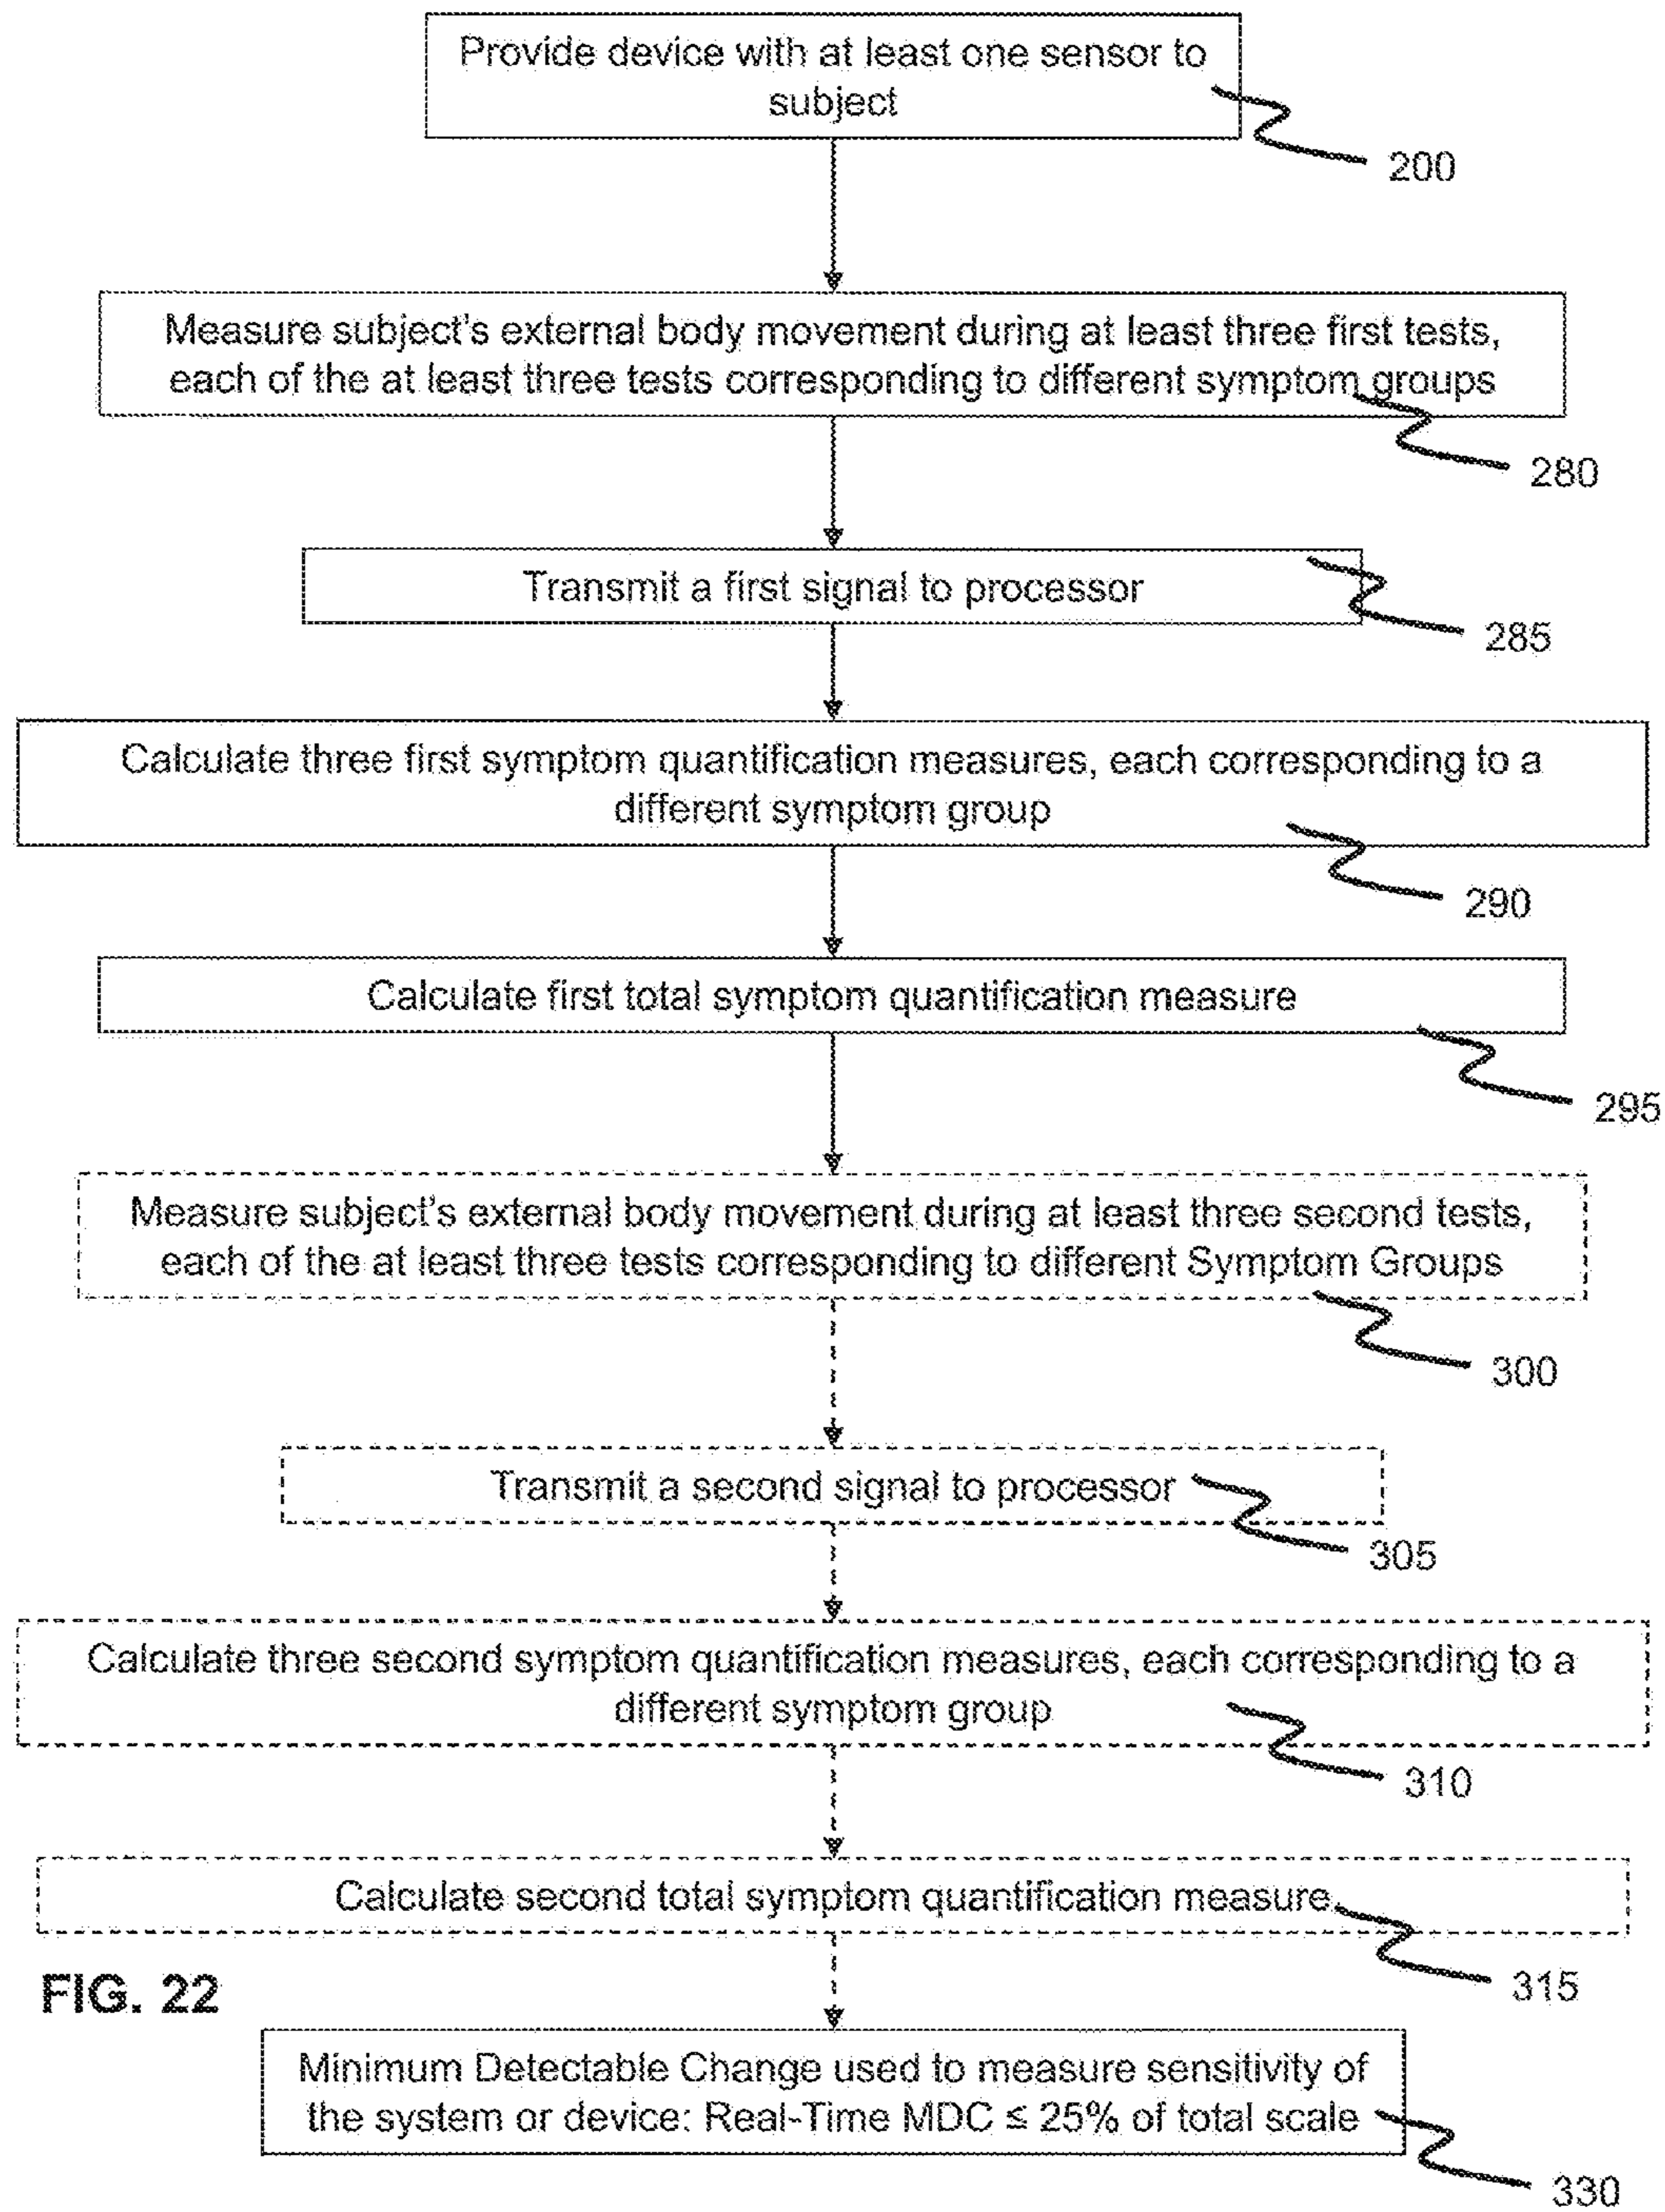 Provide device with at least one sensor to
subject
200
Measure subject's external body movement during at least three first tests,
each of the at least three tests corresponding to different symptom groups
280
Transmit a first signal to processor
285
Calculate three first symptom quantification measures, each corresponding to a
different symptom group
290
Calculate first total symptom quantification measure
295
Measure subject's external body movement during at least three second tests,
each of the at least three tests corresponding to different Symptom Groups
300
Transmit a second signal to processor
305
Calculate three second symptom quantification measures, each corresponding to a
different symptom group
310
Calculate second total symptom quantification measure
315
FIG. 22
Minimum Detectable Change used to measure sensitivity of
the system or device: Real-Time MDC ≤ 25% of total scale
330